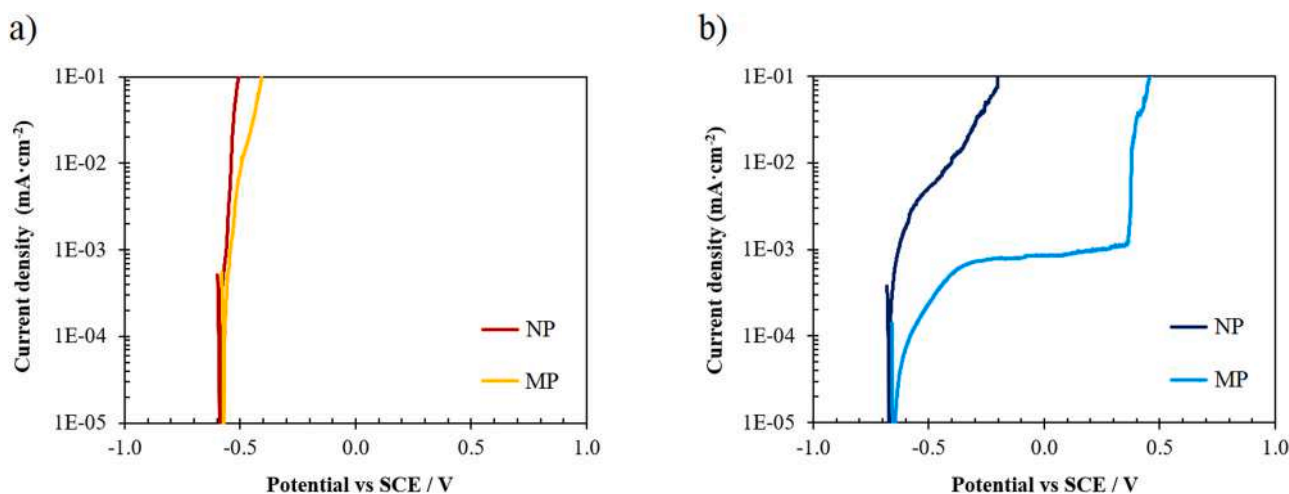 a)
1E-01
1E-02
1E-03
1E-04
1E-05
Current density (mA·cm⁻²)
NP
MP
-1.0 -0.5 0.0 0.5 1.0
Potential vs SCE / V
b)
1E-01
1E-02
1E-03
1E-04
1E-05
Current density (mA·cm⁻²)
NP
MP
-1.0 -0.5 0.0 0.5 1.0
Potential vs SCE / V